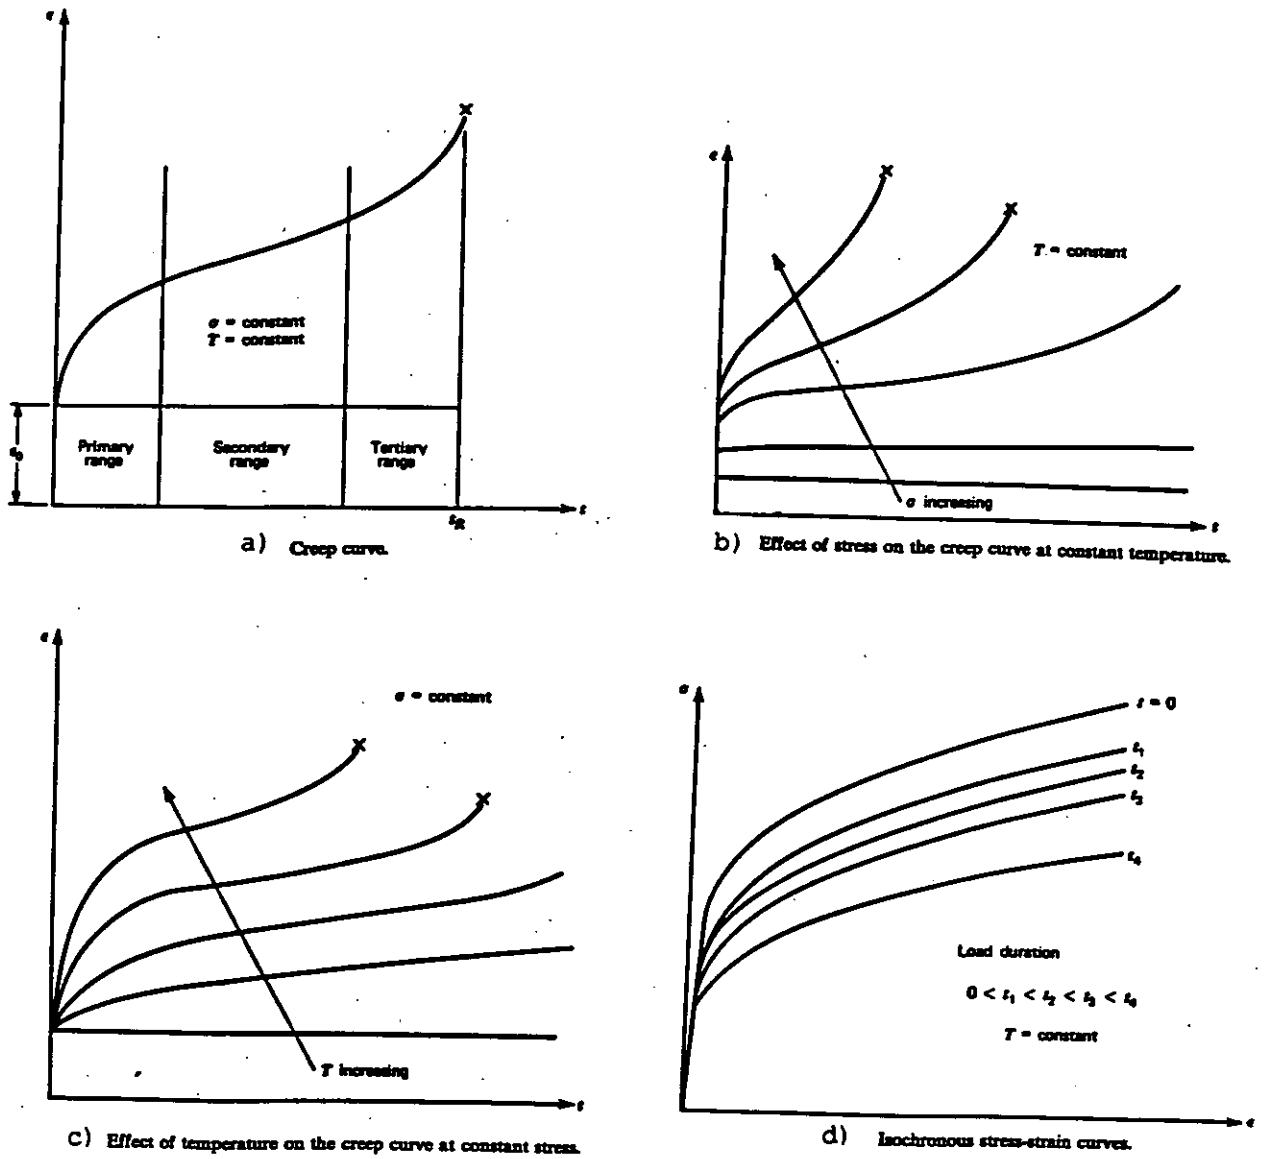 ϵ
σ = constant
T = constant
ε₀
Primary
range
Secondary
range
Tertiary
range
t_R
t
a) Creep curve.
ϵ
T = constant
σ increasing
t
b) Effect of stress on the creep curve at constant temperature.
ϵ
σ = constant
T increasing
t
c) Effect of temperature on the creep curve at constant stress.
σ
t = 0
t₁
t₂
t₃
t₄
Load duration
0 < t₁ < t₂ < t₃ < t₄
T = constant
ϵ
d) Isochronous stress-strain curves.